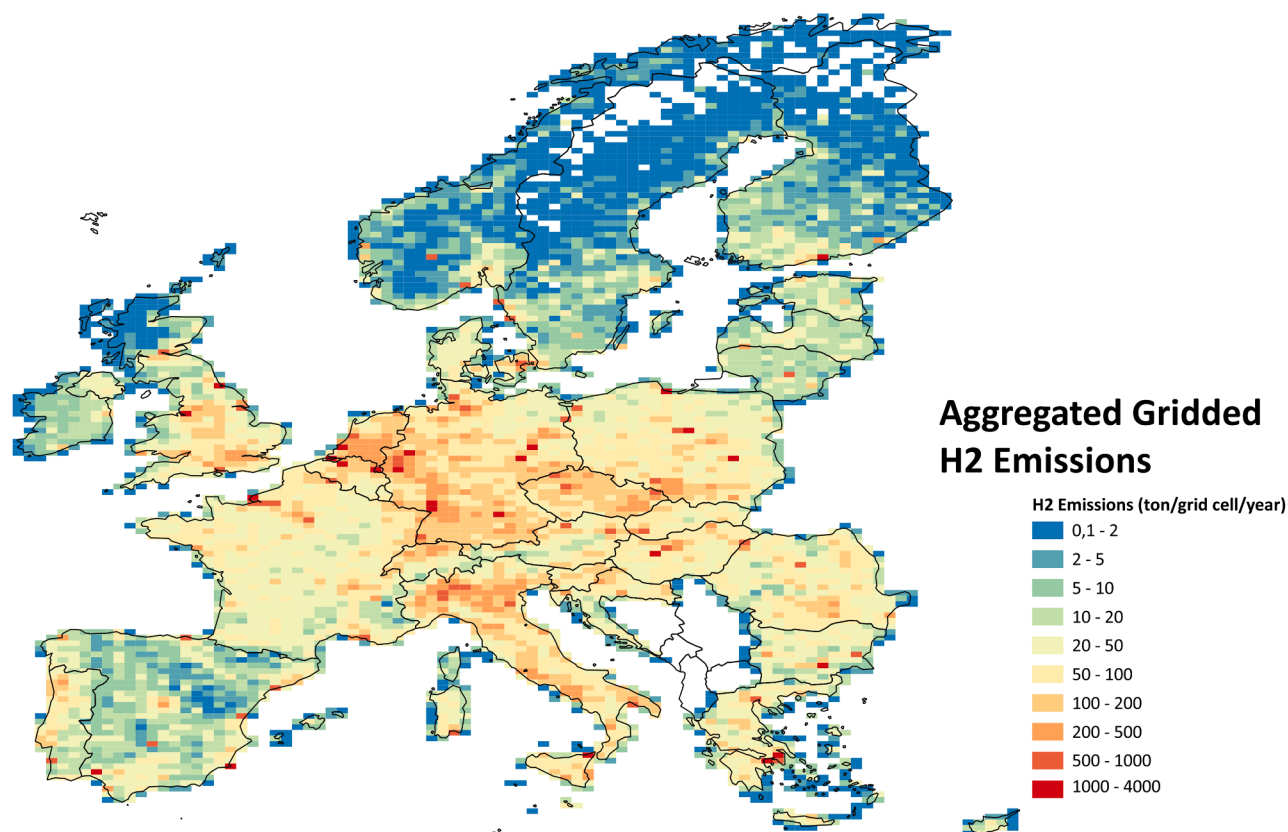 Aggregated Gridded
H2 Emissions
H2 Emissions (ton/grid cell/year)
0,1 - 2
2 - 5
5 - 10
10 - 20
20 - 50
50 - 100
100 - 200
200 - 500
500 - 1000
1000 - 4000